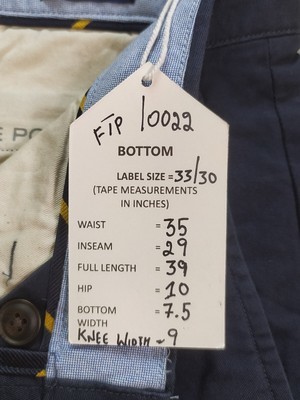 FTP 10022
BOTTOM
LABEL SIZE = 33/30
(TAPE MEASUREMENTS
IN INCHES)
WAIST = 35
INSEAM = 29
FULL LENGTH = 39
HIP = 10
BOTTOM WIDTH = 7.5
KNEE WIDTH - 9
E PO